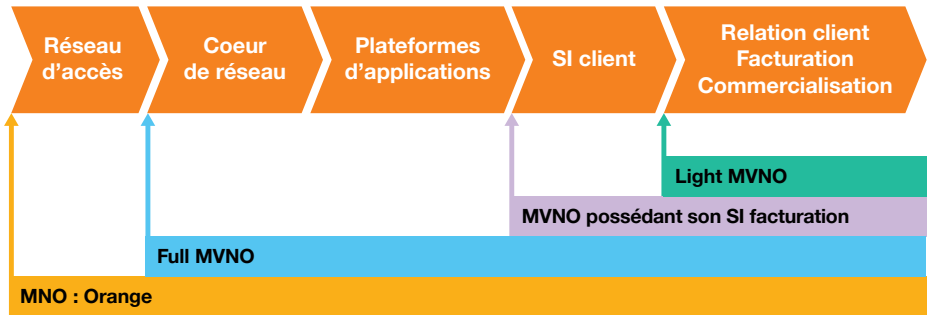 Réseau
d'accès
Coeur
de réseau
Plateformes
d'applications
SI client
Relation client
Facturation
Commercialisation
Light MVNO
MVNO possédant son SI facturation
Full MVNO
MNO : Orange